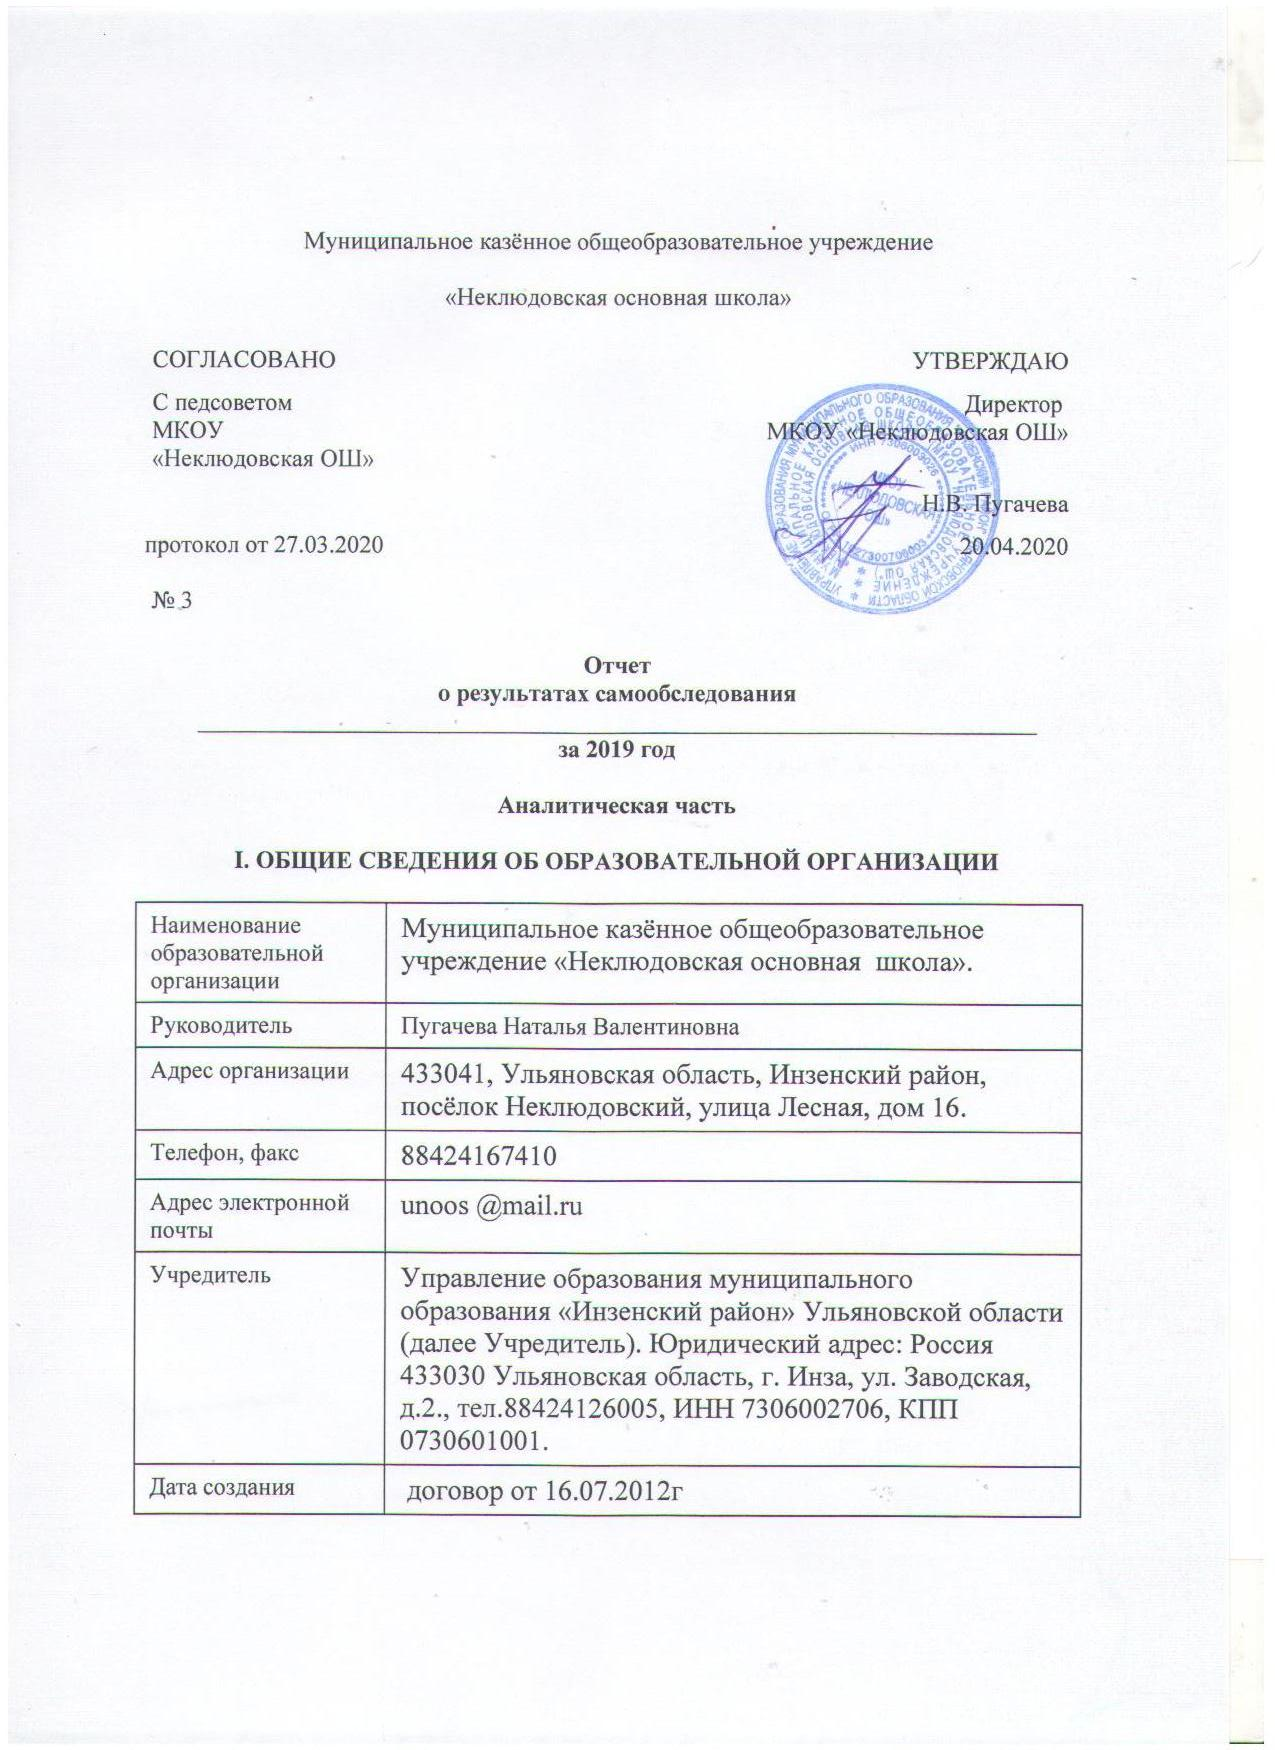 Муниципальное казённое общеобразовательное учреждение
«Неклюдовская основная школа»
СОГЛАСОВАНО
УТВЕРЖДАЮ
С педсоветом
МКОУ
«Неклюдовская ОШ»
Директор
МКОУ «Неклюдовская ОШ»
Н.В. Пугачева
протокол от 27.03.2020
20.04.2020
№ 3
МКОУ
«НЕКЛЮДОВСКАЯ
ОШ»
Отчет
о результатах самообследования
за 2019 год
Аналитическая часть
I. ОБЩИЕ СВЕДЕНИЯ ОБ ОБРАЗОВАТЕЛЬНОЙ ОРГАНИЗАЦИИ
Наименование
образовательной
организации
Муниципальное казённое общеобразовательное
учреждение «Неклюдовская основная  школа».
Руководитель
Пугачева Наталья Валентиновна
Адрес организации
433041, Ульяновская область, Инзенский район,
посёлок Неклюдовский, улица Лесная, дом 16.
Телефон, факс
88424167410
Адрес электронной
почты
unoos @mail.ru
Учредитель
Управление образования муниципального
образования «Инзенский район» Ульяновской области
(далее Учредитель). Юридический адрес: Россия
433030 Ульяновская область, г. Инза, ул. Заводская,
д.2., тел.88424126005, ИНН 7306002706, КПП
0730601001.
Дата создания
договор от 16.07.2012г